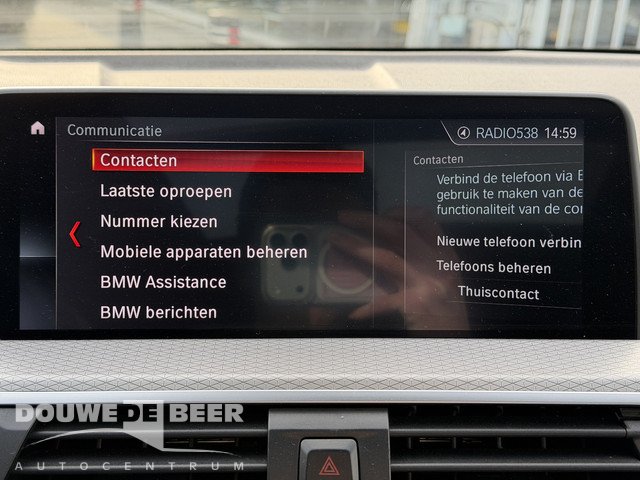 Communicatie
RADIO538 14:59
Contacten
Laatste oproepen
Nummer kiezen
Mobiele apparaten beheren
BMW Assistance
BMW berichten
Contacten
Verbind de telefoon via
gebruik te maken van de
functionaliteit van de
Nieuwe telefoon
Telefoons beheren
Thuiscontact
DOUWE DE BEER
AUTOCENTRUM